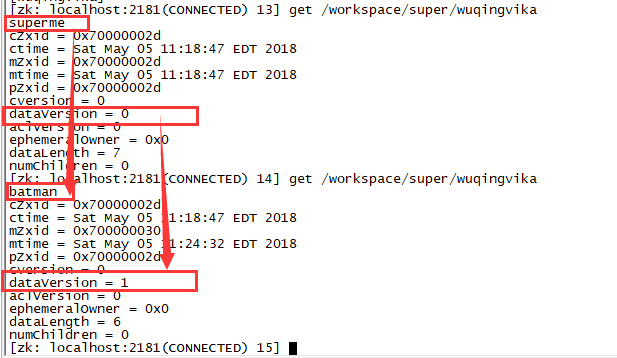 [zk: localhost:2181(CONNECTED) 13] get /workspace/super/wuqingvika
superme
cZxid = 0x70000002d
ctime = Sat May 05 11:18:47 EDT 2018
mZxid = 0x70000002d
mtime = Sat May 05 11:18:47 EDT 2018
pZxid = 0x70000002d
cversion = 0
dataVersion = 0
aclVersion = 0
ephemeralOwner = 0x0
dataLength = 7
numChildren = 0
[zk: localhost:2181(CONNECTED) 14] get /workspace/super/wuqingvika
batman
cZxid = 0x70000002d
ctime = Sat May 05 11:18:47 EDT 2018
mZxid = 0x700000030
mtime = Sat May 05 11:24:32 EDT 2018
pZxid = 0x70000002d
cversion = 0
dataVersion = 1
aclVersion = 0
ephemeralOwner = 0x0
dataLength = 6
numChildren = 0
[zk: localhost:2181(CONNECTED) 15]